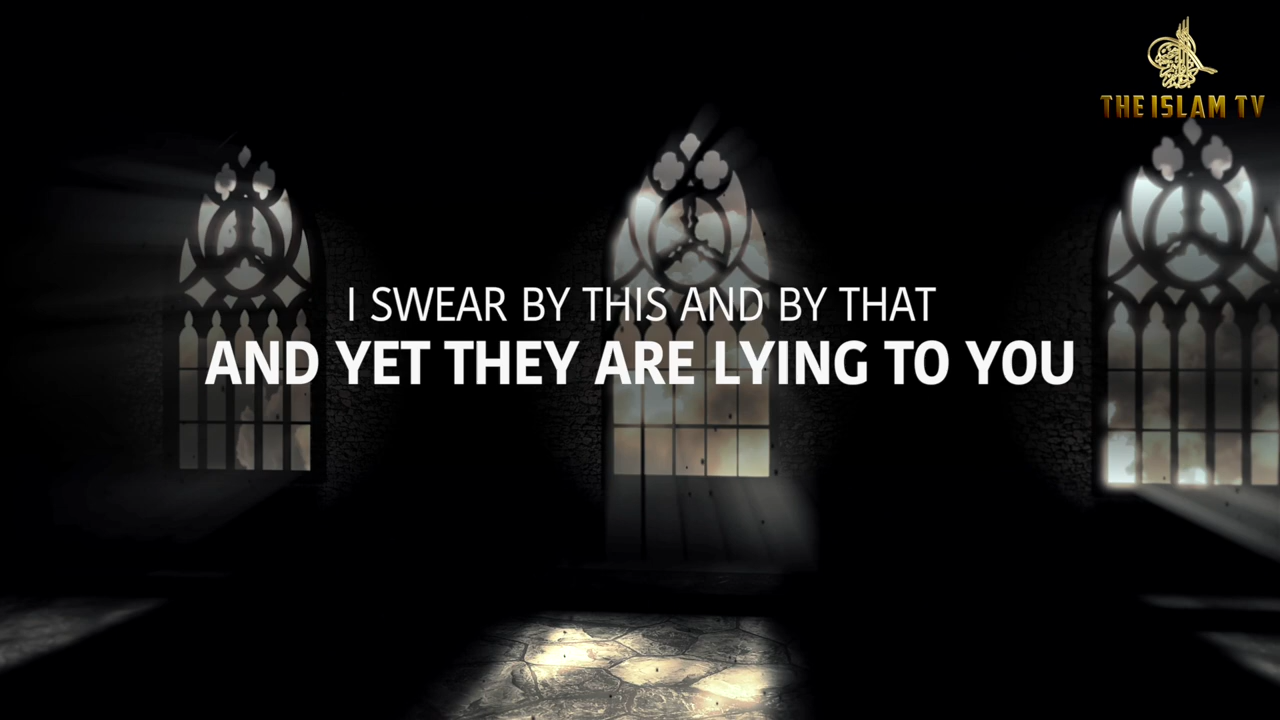 THE ISLAM TV
I SWEAR BY THIS AND BY THAT
AND YET THEY ARE LYING TO YOU